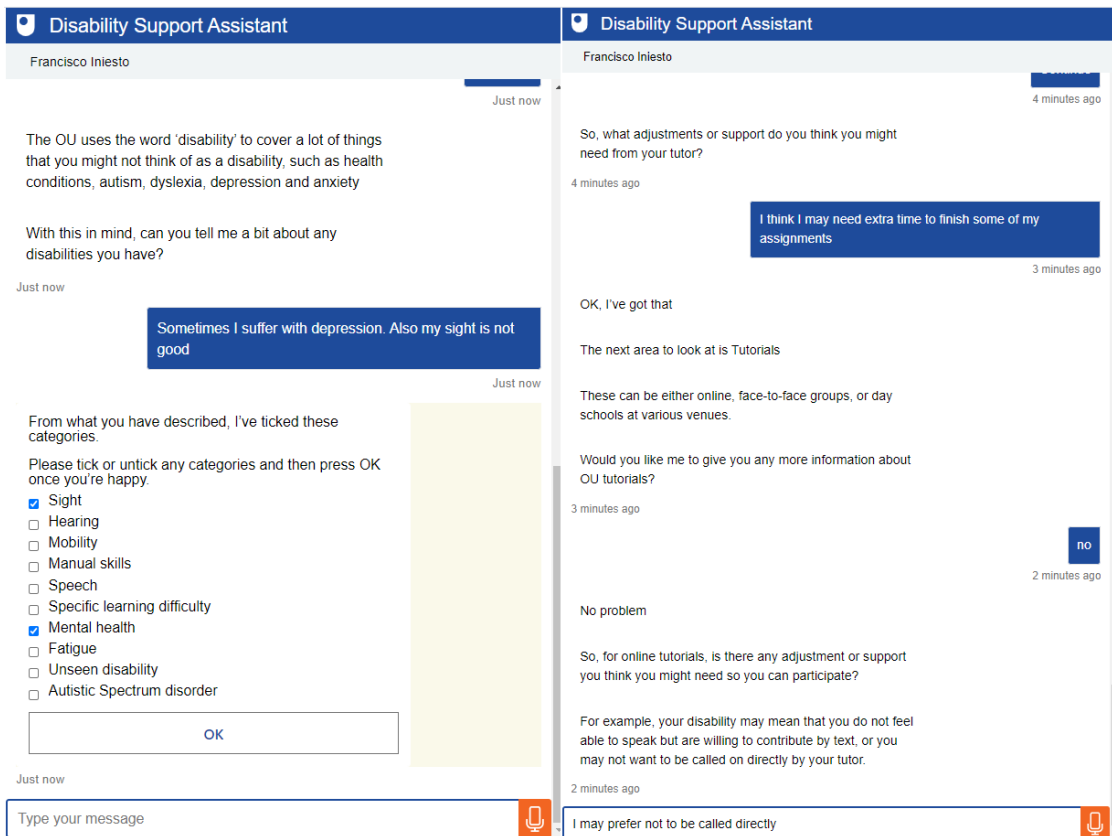 Disability Support Assistant
Francisco Iniesto
Just now
The OU uses the word ‘disability’ to cover a lot of things
that you might not think of as a disability, such as health
conditions, autism, dyslexia, depression and anxiety
With this in mind, can you tell me a bit about any
disabilities you have?
Just now
Sometimes I suffer with depression. Also my sight is not
good
Just now
From what you have described, I’ve ticked these
categories.
Please tick or untick any categories and then press OK
once you’re happy.
Sight
Hearing
Mobility
Manual skills
Speech
Specific learning difficulty
Mental health
Fatigue
Unseen disability
Autistic Spectrum disorder
OK
Just now
Type your message
Disability Support Assistant
Francisco Iniesto
4 minutes ago
So, what adjustments or support do you think you might
need from your tutor?
4 minutes ago
I think I may need extra time to finish some of my
assignments
3 minutes ago
OK, I’ve got that
The next area to look at is Tutorials
These can be either online, face-to-face groups, or day
schools at various venues.
Would you like me to give you any more information about
OU tutorials?
3 minutes ago
no
2 minutes ago
No problem
So, for online tutorials, is there any adjustment or support
you think you might need so you can participate?
For example, your disability may mean that you do not feel
able to speak but are willing to contribute by text, or you
may not want to be called on directly by your tutor.
2 minutes ago
I may prefer not to be called directly